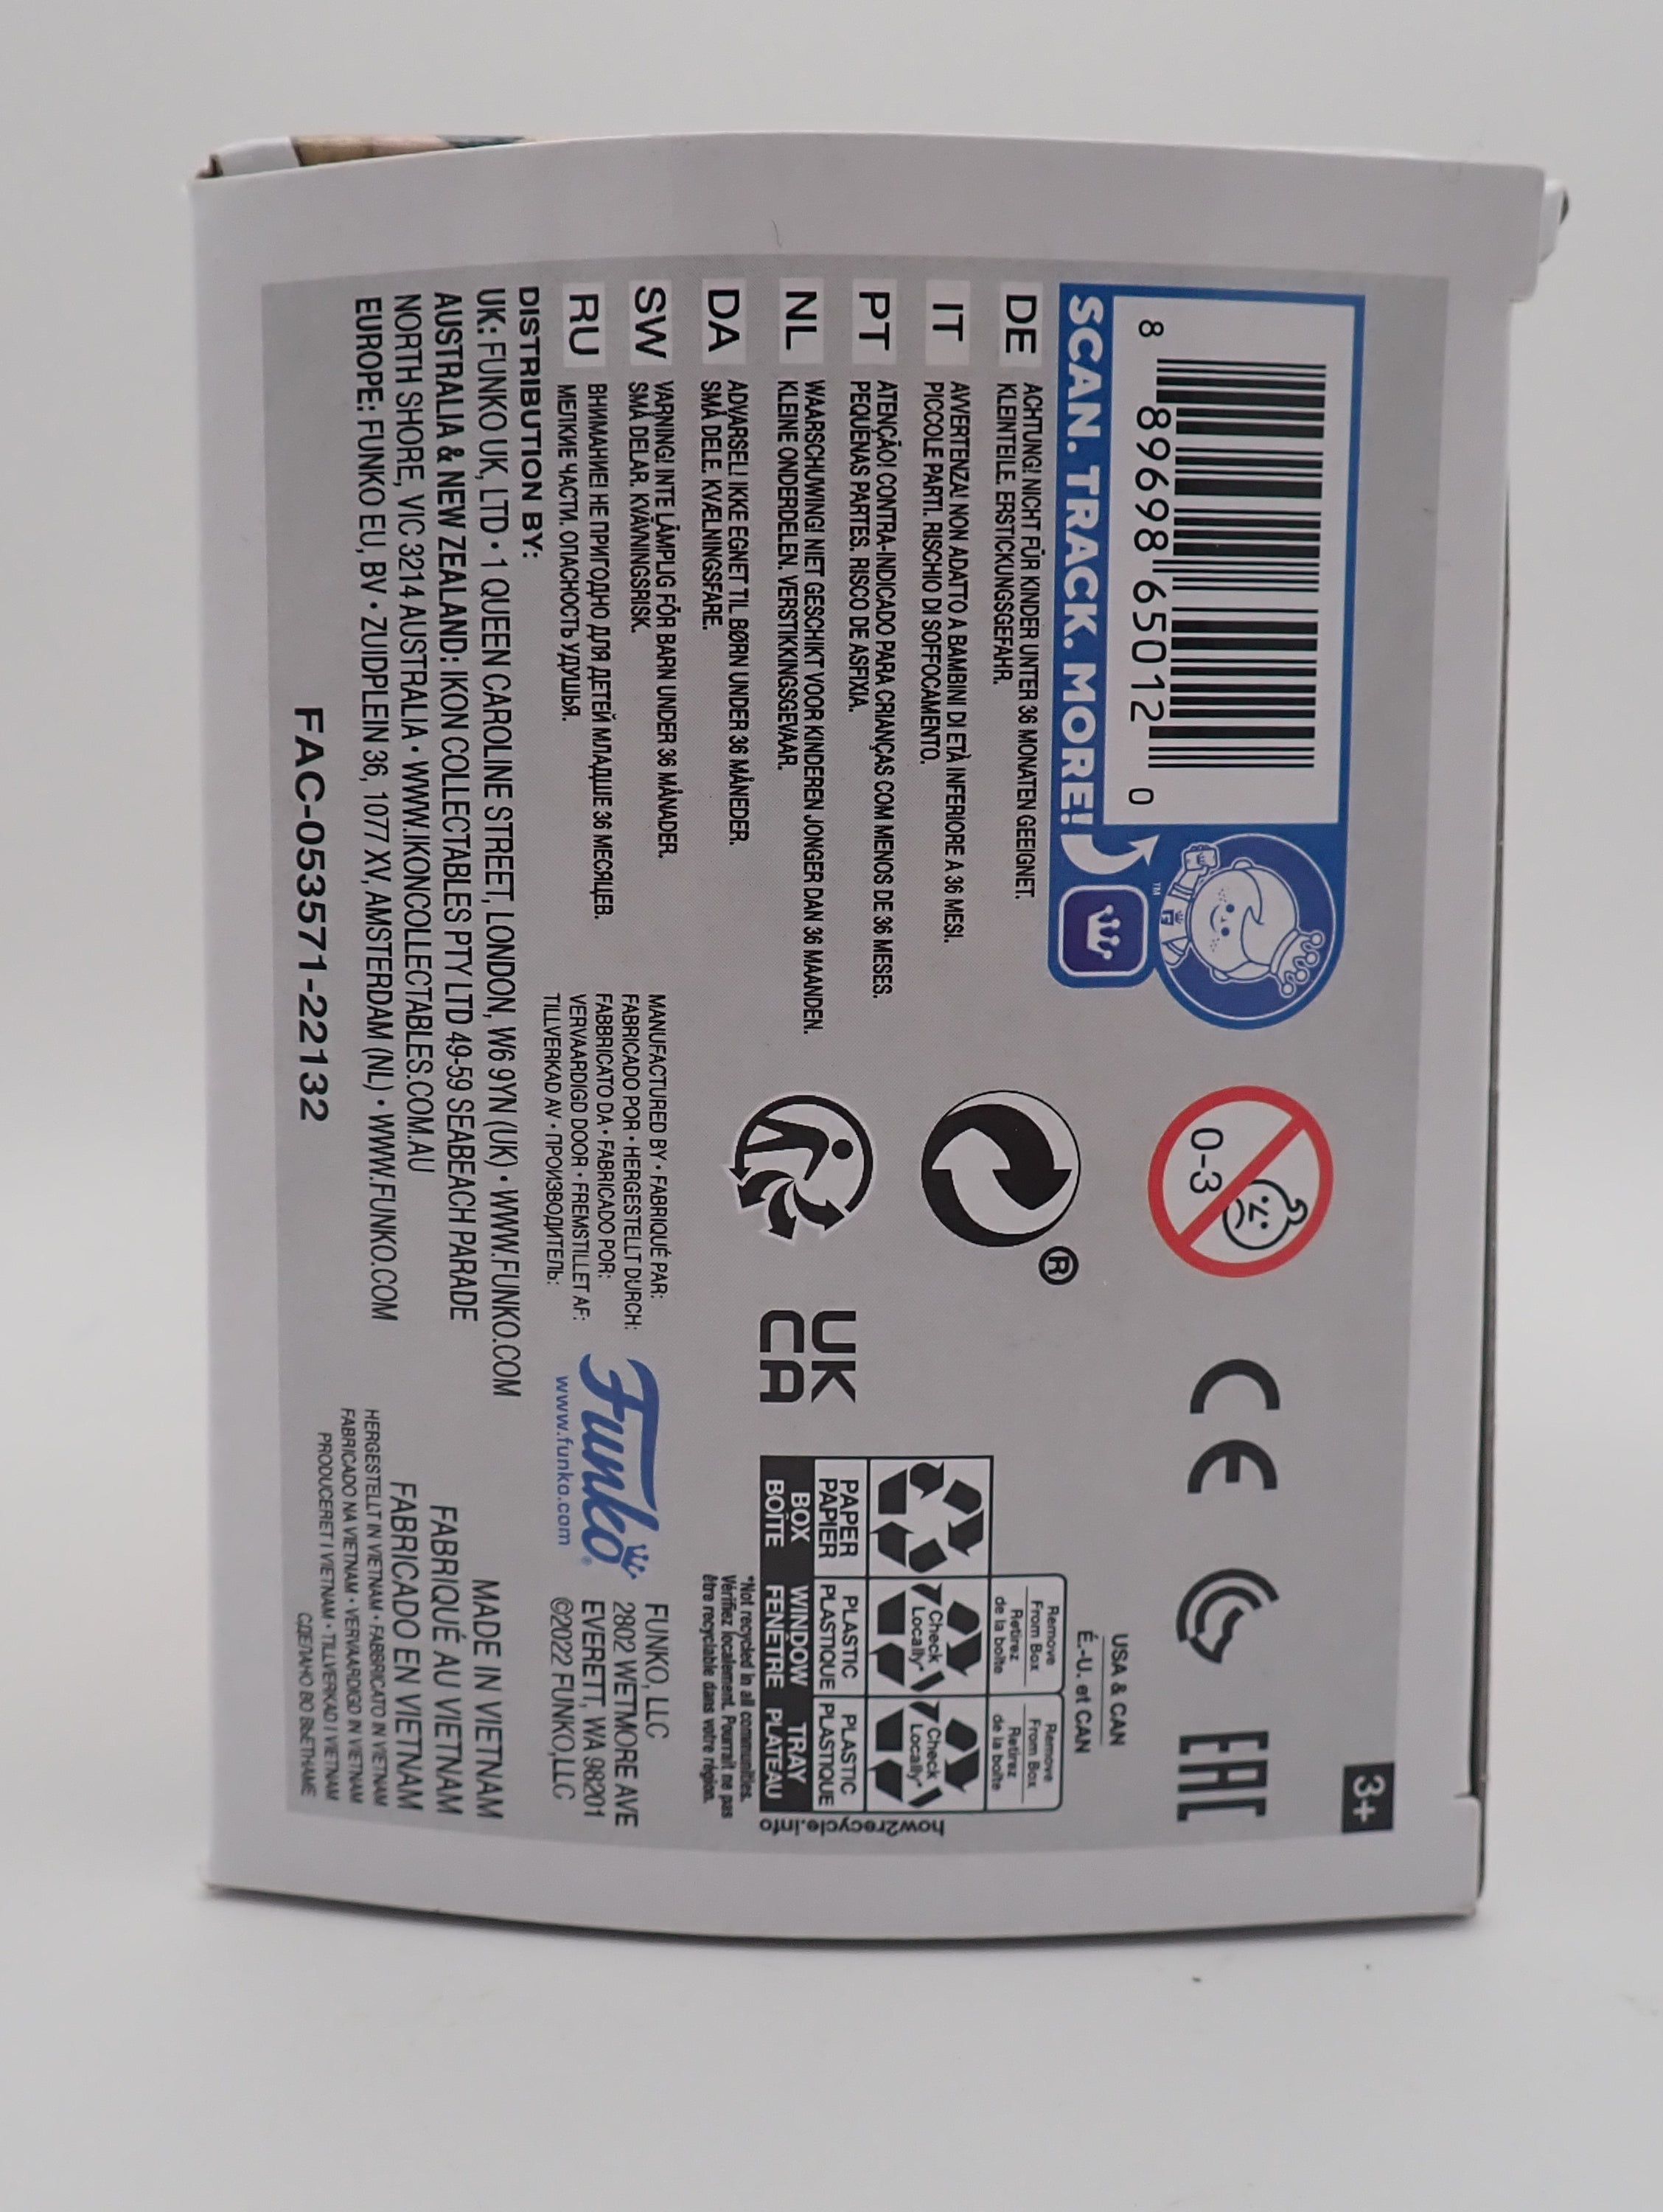 3+
8 89698 65012 0
SCAN. TRACK. MORE!
™
F
0-3
CE
EAC
USA & CAN
É.-U. et CAN
DE ACHTUNG! NICHT FÜR KINDER UNTER 36 MONATEN GEEIGNET.
KLEINTEILE. ERSTICKUNGSGEFAHR.
IT AVVERTENZA! NON ADATTO A BAMBINI DI ETÀ INFERIORE A 36 MESI.
PICCOLE PARTI. RISCHIO DI SOFFOCAMENTO.
PT ATENÇÃO! CONTRA-INDICADO PARA CRIANÇAS COM MENOS DE 36 MESES.
PEQUENAS PARTES. RISCO DE ASFIXIA.
NL WAARSCHUWING! NIET GESCHIKT VOOR KINDEREN JONGER DAN 36 MAANDEN.
KLEINE ONDERDELEN. VERSTIKKINGSGEVAAR.
DA ADVARSEL! IKKE EGNET TIL BØRN UNDER 36 MÅNEDER.
SMÅ DELE. KVÆLNINGSFARE.
SW VARNING! INTE LÄMPLIG FÖR BARN UNDER 36 MÅNADER.
SMÅ DELAR. KVÄVNINGSRISK.
RU ВНИМАНИЕ! НЕ ПРИГОДНО ДЛЯ ДЕТЕЙ МЛАДШЕ 36 МЕСЯЦЕВ.
МЕЛКИЕ ЧАСТИ. ОПАСНОСТЬ УДУШЬЯ.
®
UK
CA
Remove From Box
Retirez de la boîte
Remove From Box
Retirez de la boîte
Check Locally*
Check Locally*
PAPER PLASTIC PLASTIC
PAPIER PLASTIQUE PLASTIQUE
BOX WINDOW TRAY
BOÎTE FENÊTRE PLATEAU
how2recycle.info
*Not recycled in all communities.
Vérifiez localement. Pourrait ne pas
être recyclable dans votre région.
MANUFACTURED BY • FABRIQUÉ PAR:
FABRICADO POR • HERGESTELLT DURCH:
FABBRICATO DA • FABRICADO POR:
VERVAARDIGD DOOR • FREMSTILLET AF:
TILLVERKAD AV • ПРОИЗВОДИТЕЛЬ:
Funko®
www.funko.com
FUNKO, LLC
2802 WETMORE AVE
EVERETT, WA 98201
©2022 FUNKO,LLC
DISTRIBUTION BY:
UK: FUNKO UK, LTD • 1 QUEEN CAROLINE STREET, LONDON, W6 9YN (UK) • WWW.FUNKO.COM
AUSTRALIA & NEW ZEALAND: IKON COLLECTABLES PTY LTD 49-59 SEABEACH PARADE
NORTH SHORE, VIC 3214 AUSTRALIA • WWW.IKONCOLLECTABLES.COM.AU
EUROPE: FUNKO EU, BV • ZUIDPLEIN 36, 1077 XV, AMSTERDAM (NL) • WWW.FUNKO.COM
MADE IN VIETNAM
FABRIQUÉ AU VIETNAM
FABRICADO EN VIETNAM
HERGESTELLT IN VIETNAM • FABBRICATO IN VIETNAM
FABRICADO NA VIETNAM • VERVAARDIGD IN VIETNAM
PRODUCERET I VIETNAM • TILLVERKAD I VIETNAM
СДЕЛАНО ВО ВЬЕТНАМЕ
FAC-053571-22132